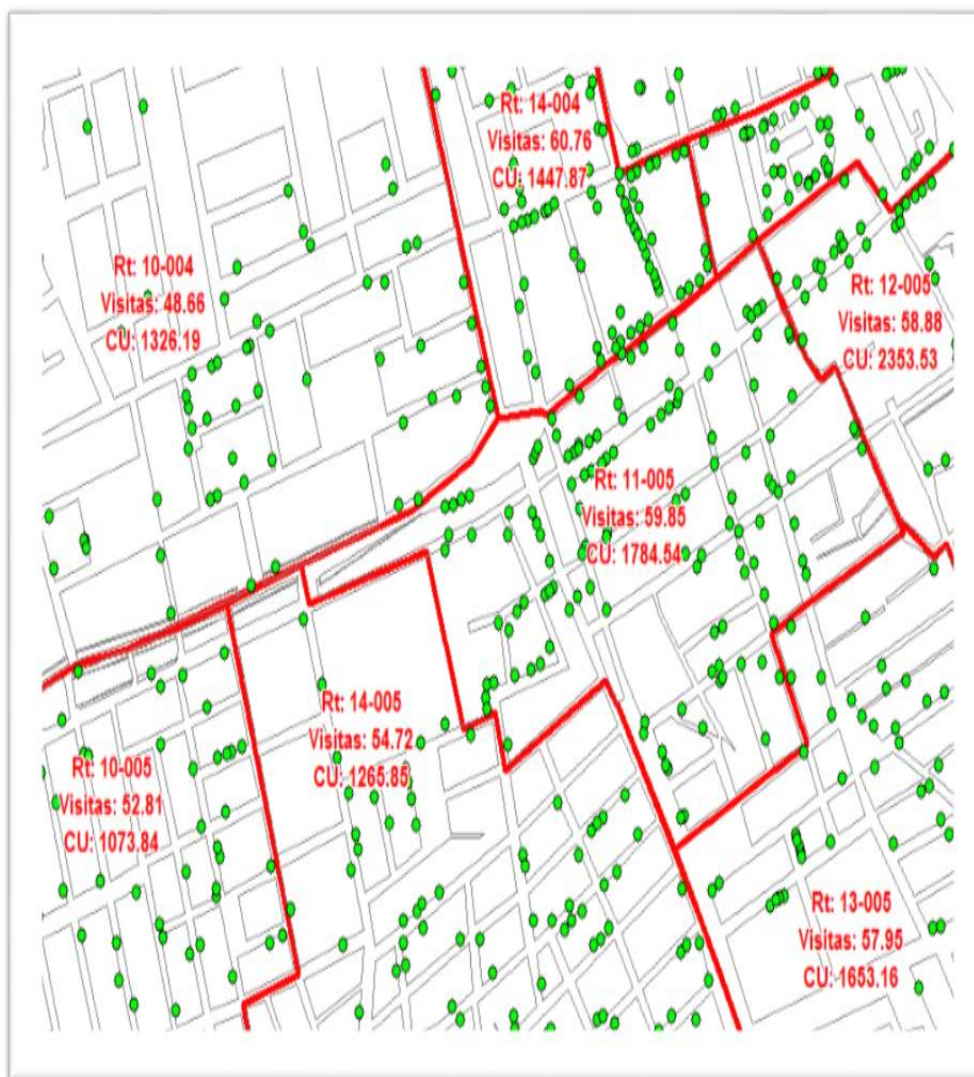 Rt: 14-004
Visitas: 60.76
CU: 1447.87
Rt: 10-004
Visitas: 48.66
CU: 1326.19
Rt: 12-005
Visitas: 58.88
CU: 2353.53
Rt: 11-005
Visitas: 59.85
CU: 1784.54
Rt: 14-005
Visitas: 54.72
CU: 1265.85
Rt: 10-005
Visitas: 52.81
CU: 1073.84
Rt: 13-005
Visitas: 57.95
CU: 1653.16